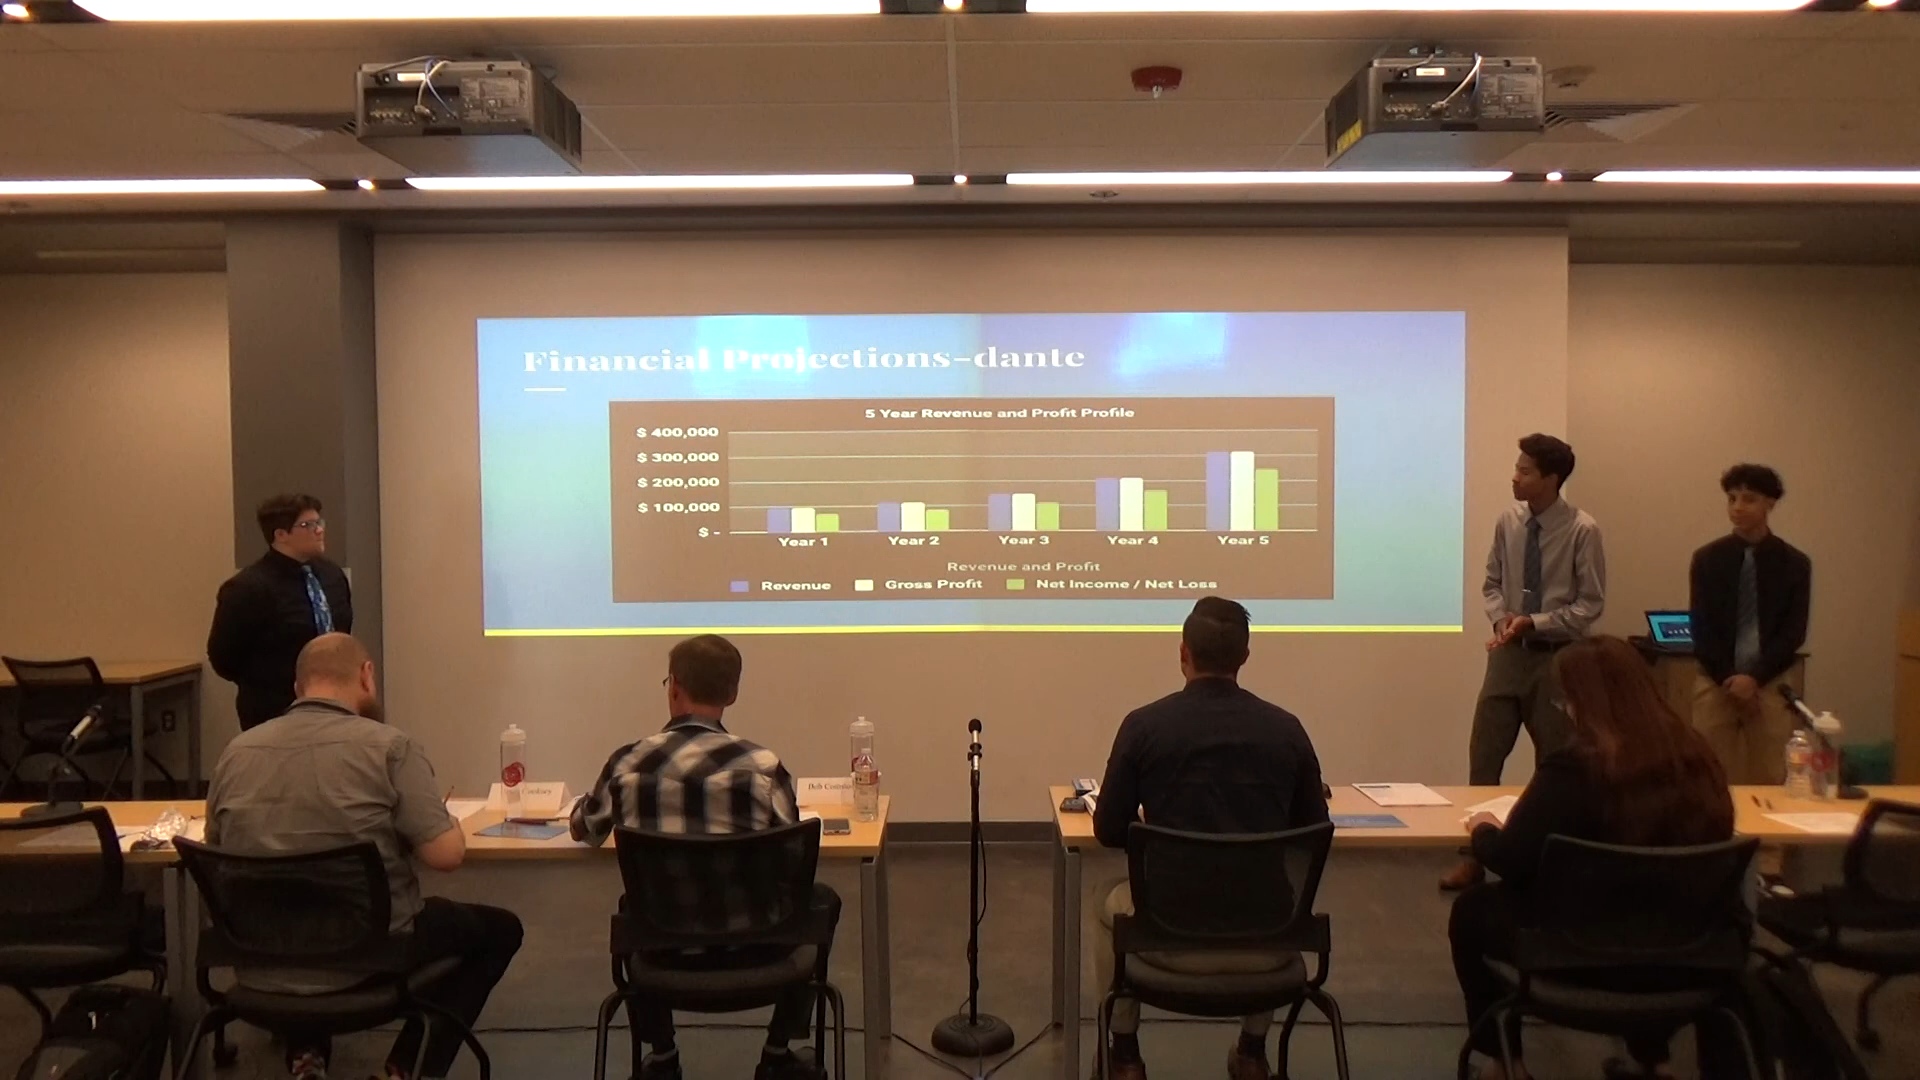 Financial Projections-dante
5 Year Revenue and Profit Profile
$ 400,000
$ 300,000
$ 200,000
$ 100,000
$ -
Year 1 Year 2 Year 3 Year 4 Year 5
Revenue and Profit
Revenue Gross Profit Net Income / Net Loss
Bob